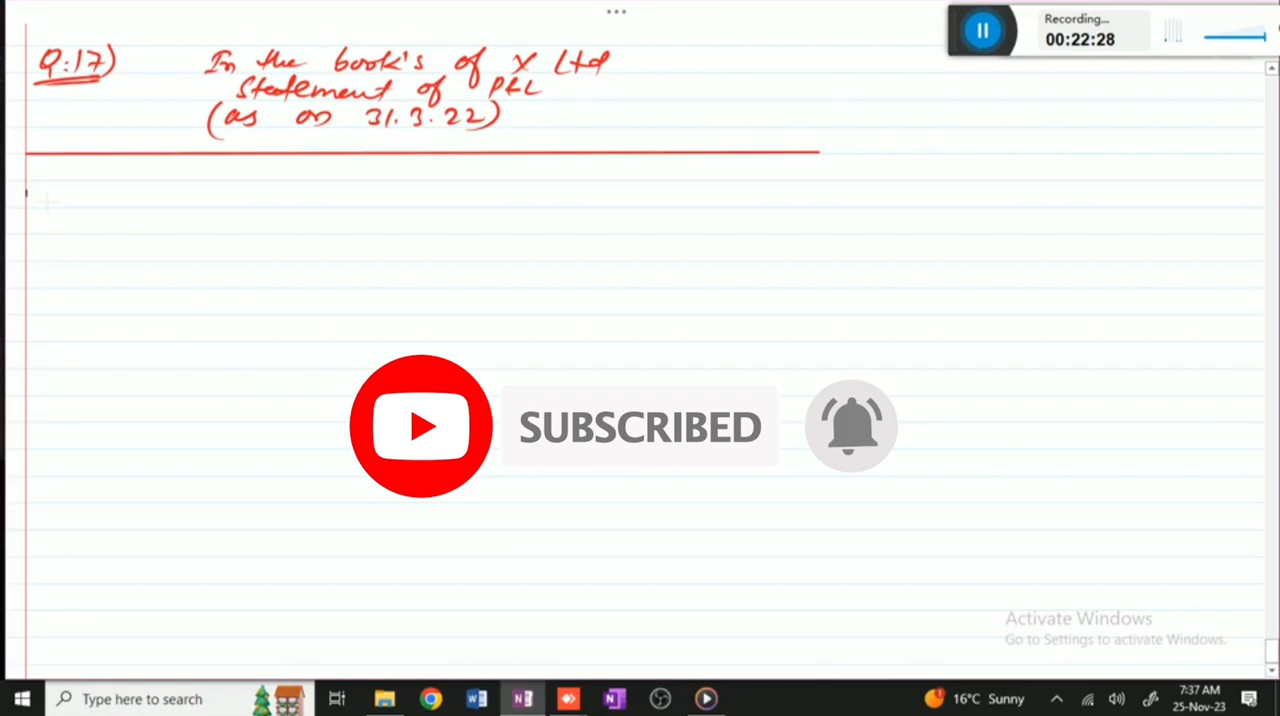 Recording...
00:22:28
Q:17) In the book's of X Ltd
Statement of P&L
(as on 31.3.22)
SUBSCRIBED
Activate Windows
Go to Settings to activate Windows.
Type here to search
16°C Sunny
7:37 AM
25-Nov-23